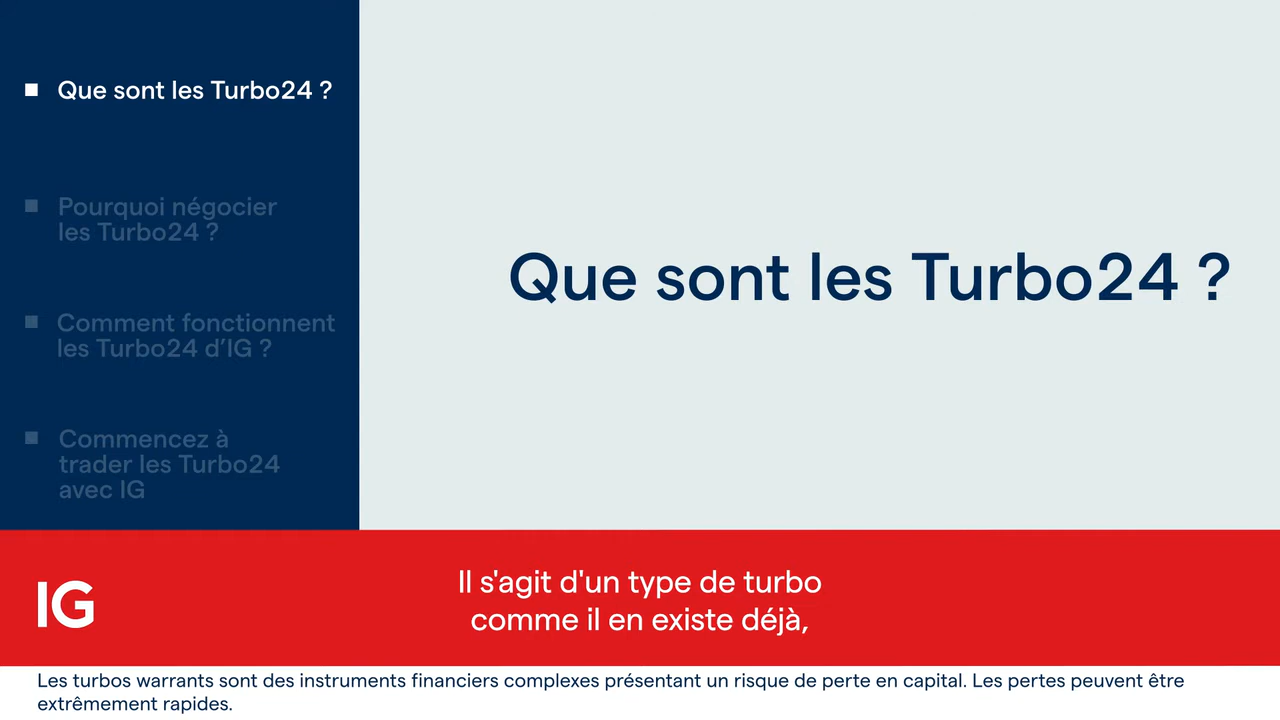 Que sont les Turbo24 ?
Pourquoi négocier
les Turbo24 ?
Comment fonctionnent
les Turbo24 d’IG ?
Commencez à
trader les Turbo24
avec IG
Que sont les Turbo24 ?
IG
Il s'agit d'un type de turbo
comme il en existe déjà,
Les turbos warrants sont des instruments financiers complexes présentant un risque de perte en capital. Les pertes peuvent être
extrêmement rapides.